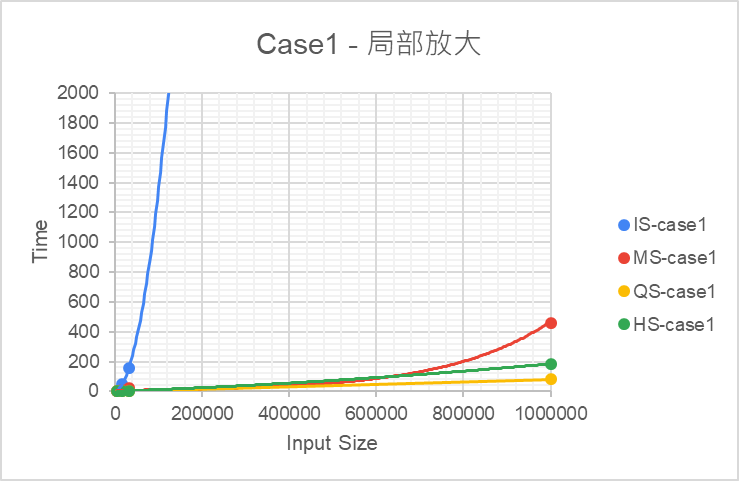 Case1 - 局部放大
2000
1800
1600
1400
1200
1000
800
600
400
200
0
Time
0 200000 400000 600000 800000 1000000
Input Size
IS-case1
MS-case1
QS-case1
HS-case1